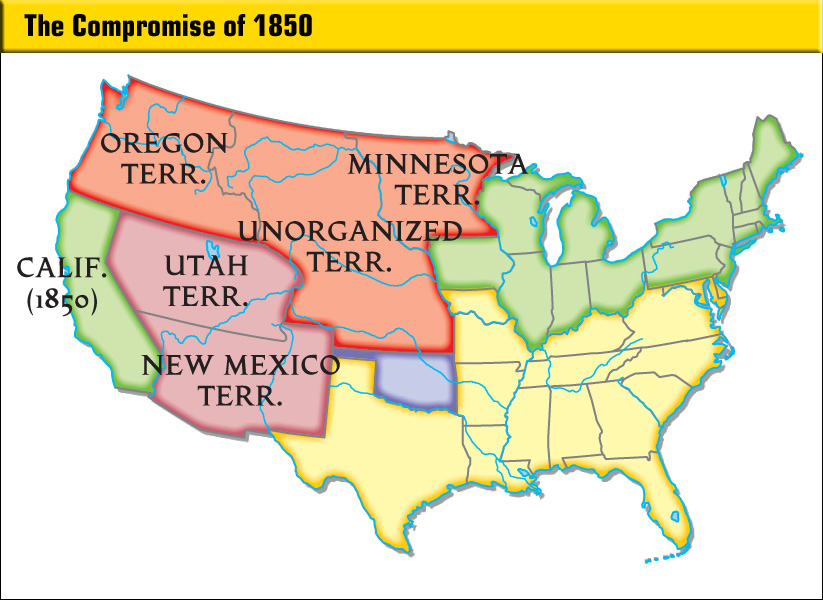 The Compromise of 1850
OREGON
TERR.
MINNESOTA
TERR.
UNORGANIZED
TERR.
CALIF.
(1850)
UTAH
TERR.
NEW MEXICO
TERR.